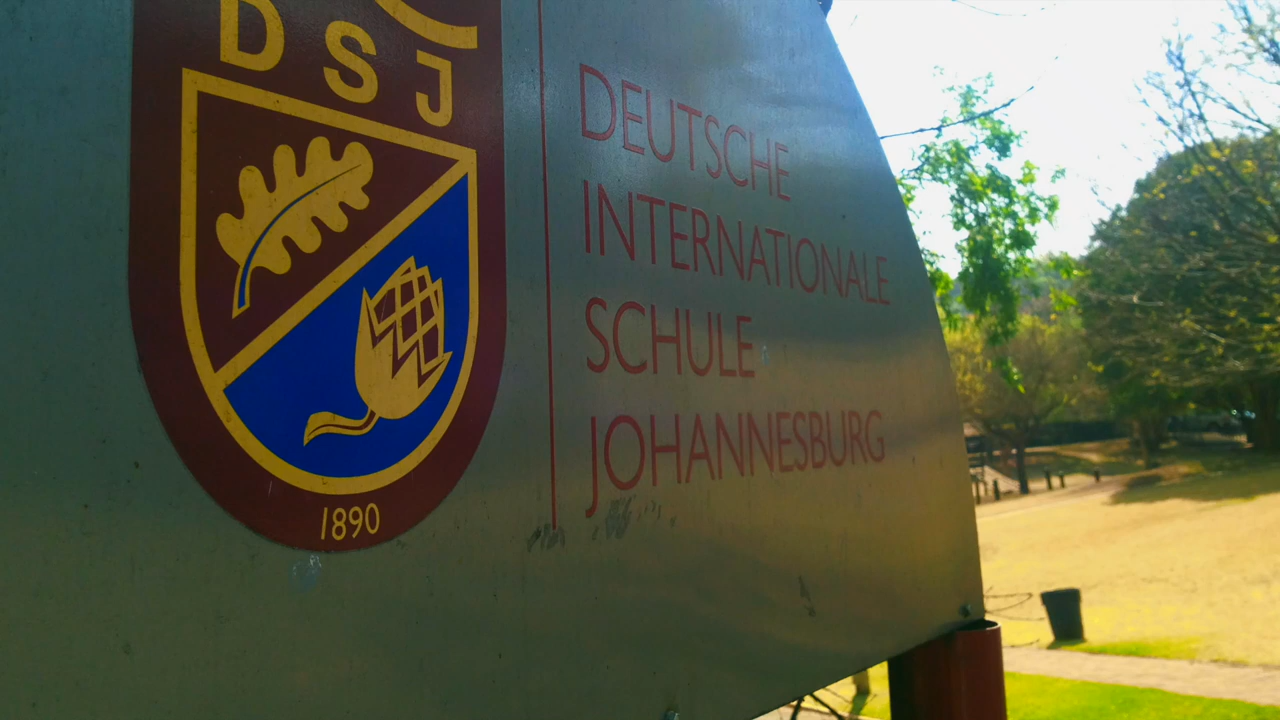 DSJ
1890
DEUTSCHE
INTERNATIONALE
SCHULE
JOHANNESBURG